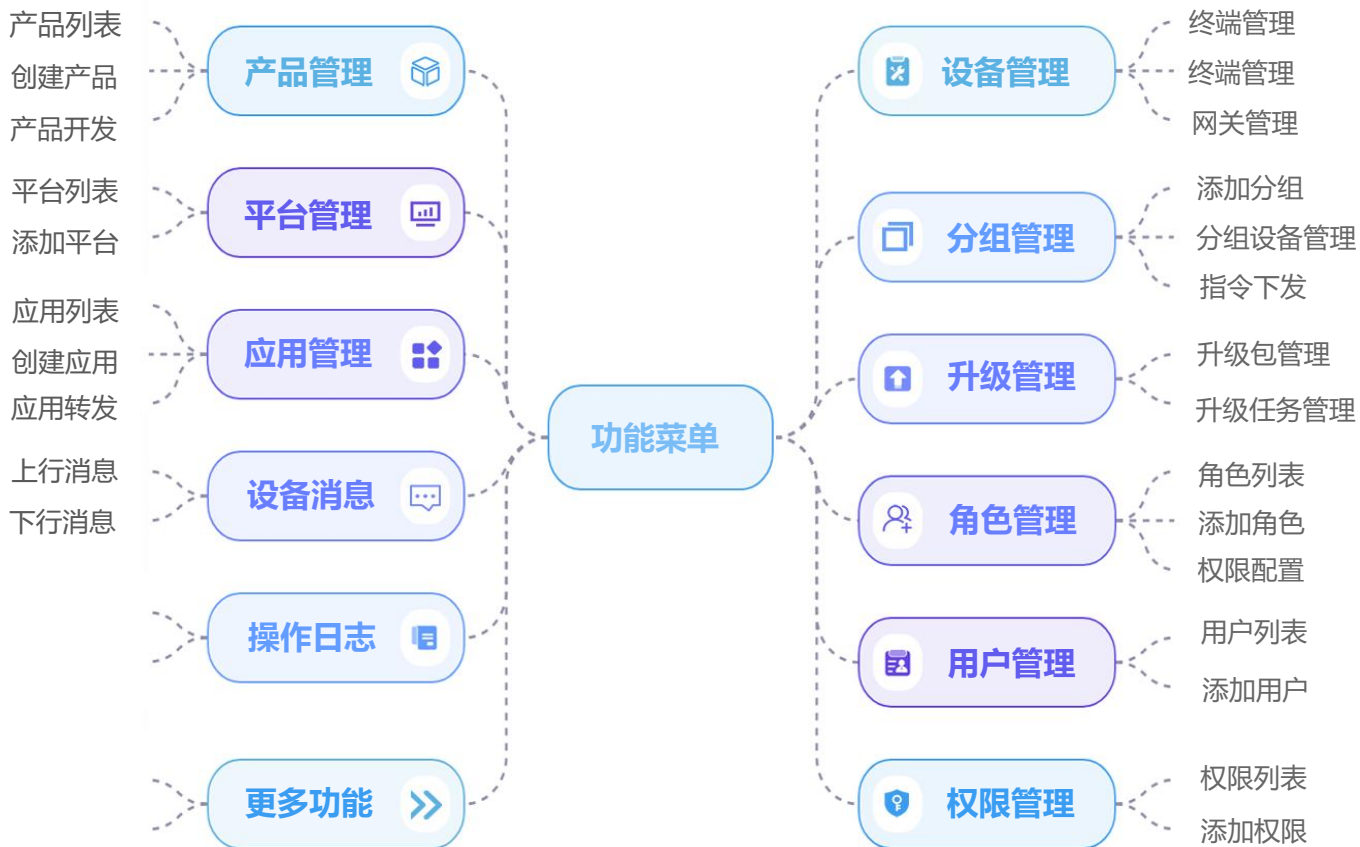 产品列表
创建产品
产品开发
产品管理
平台列表
添加平台
平台管理
应用列表
创建应用
应用转发
应用管理
上行消息
下行消息
设备消息
操作日志
更多功能
功能菜单
设备管理
终端管理
终端管理
网关管理
分组管理
添加分组
分组设备管理
指令下发
升级管理
升级包管理
升级任务管理
角色管理
角色列表
添加角色
权限配置
用户管理
用户列表
添加用户
权限管理
权限列表
添加权限